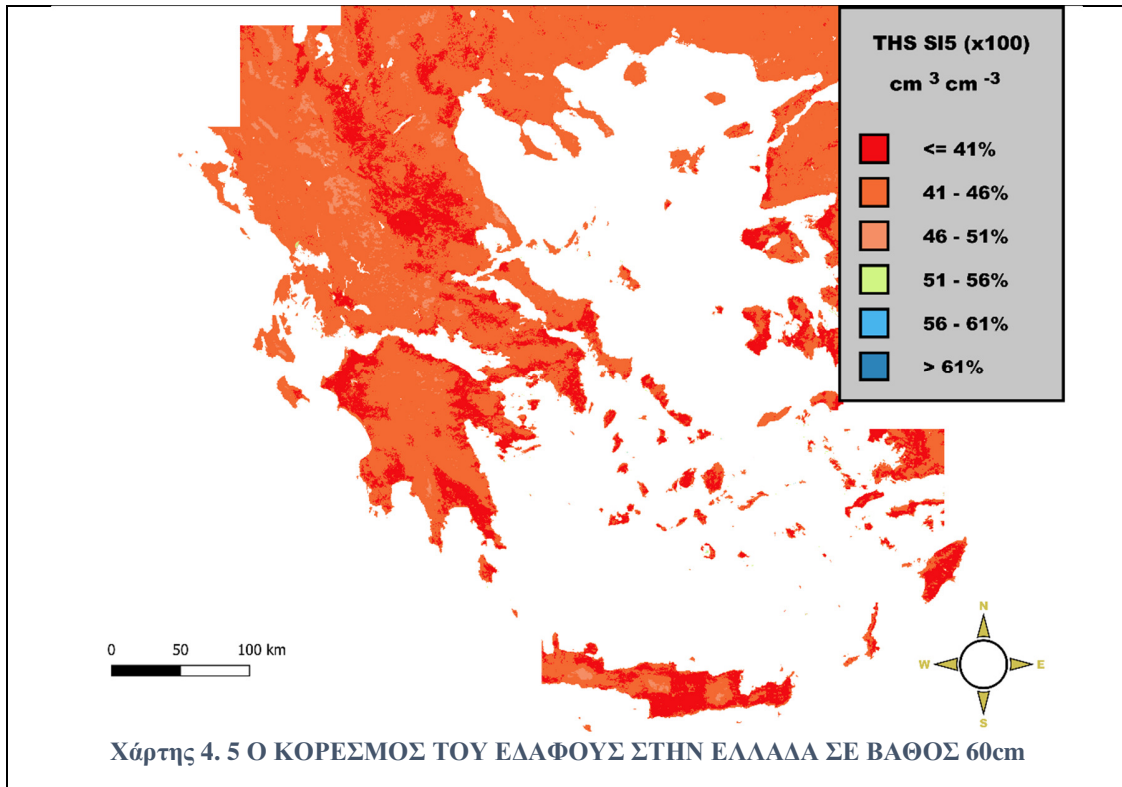 THS SI5 (x100)
cm 3 cm -3
<= 41%
41 - 46%
46 - 51%
51 - 56%
56 - 61%
> 61%
0 50 100 km
N
W E
S
Χάρτης 4. 5 Ο ΚΟΡΕΣΜΟΣ ΤΟΥ ΕΔΑΦΟΥΣ ΣΤΗΝ ΕΛΛΑΔΑ ΣΕ ΒΑΘΟΣ 60cm